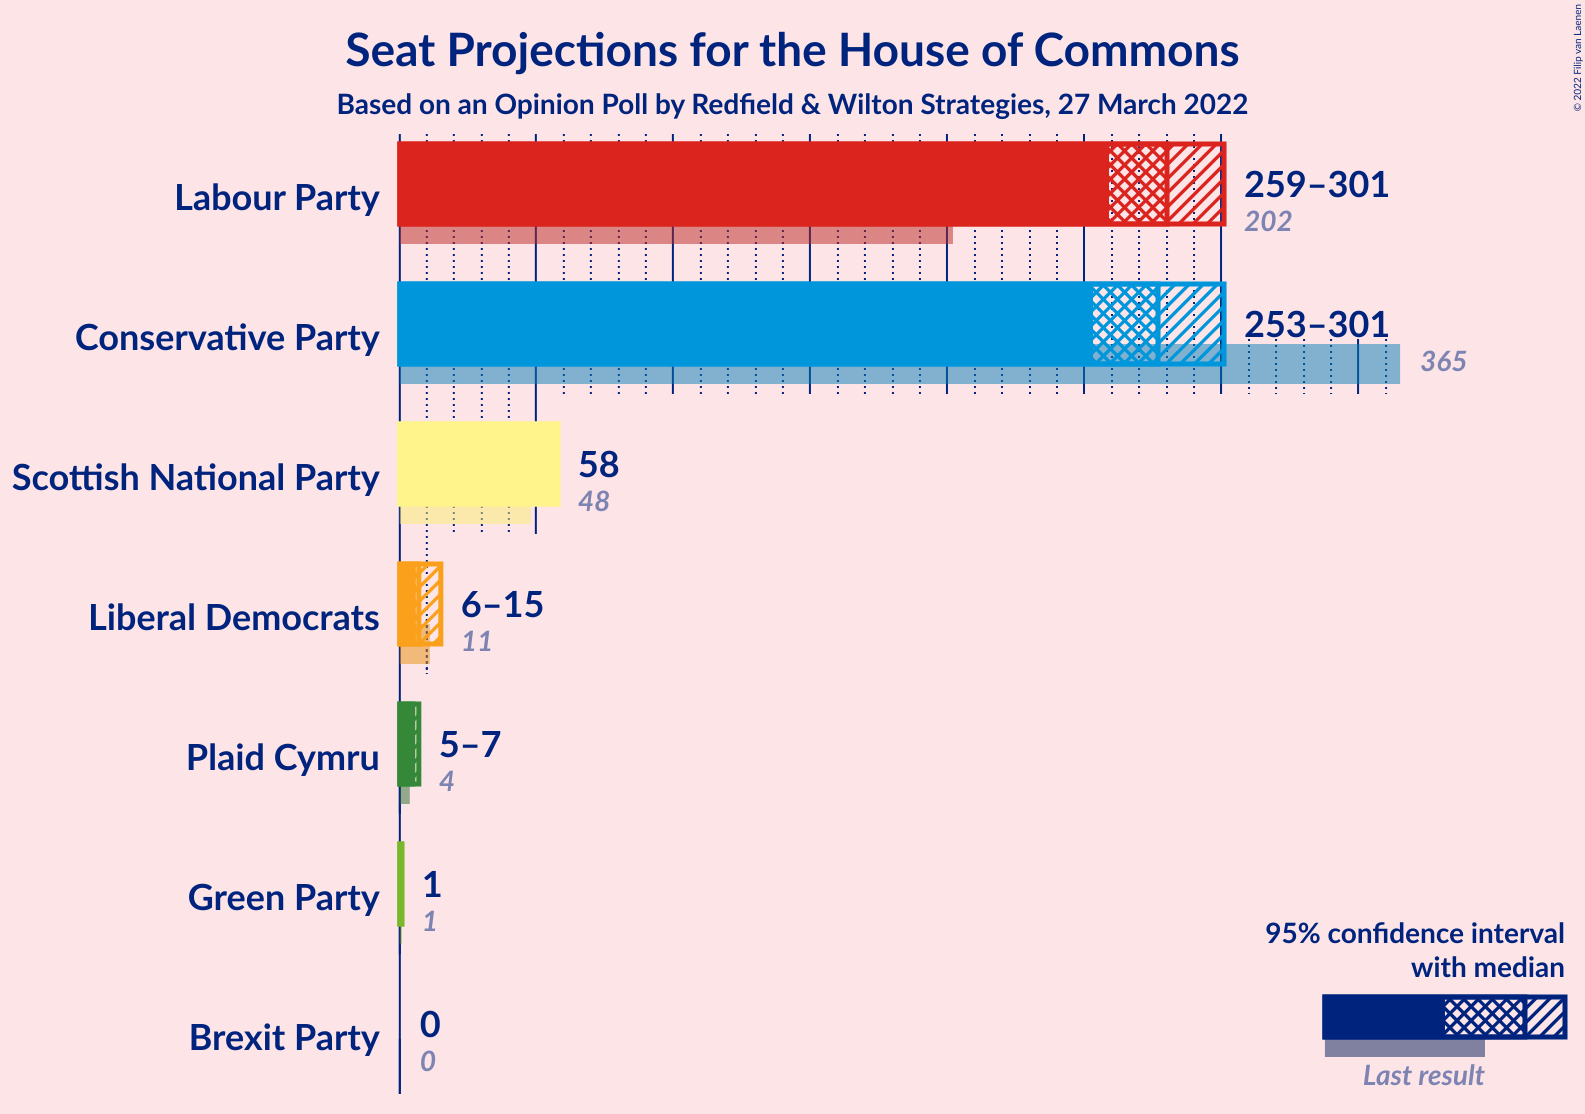 Seat Projections for the House of Commons
Based on an Opinion Poll by Redfield & Wilton Strategies, 27 March 2022
© 2022 Filip van Laenen
Labour Party
259–301
202
Conservative Party
253–301
365
Scottish National Party
58
48
Liberal Democrats
6–15
11
Plaid Cymru
5–7
4
Green Party
1
1
Brexit Party
0
0
95% confidence interval
with median
Last result